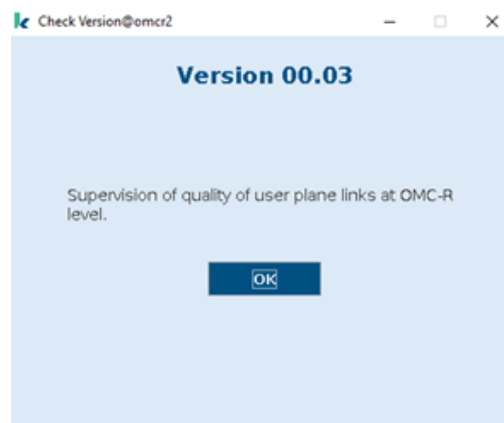 Check Version@omcr2
Version 00.03
Supervision of quality of user plane links at OMC-R
level.
OK